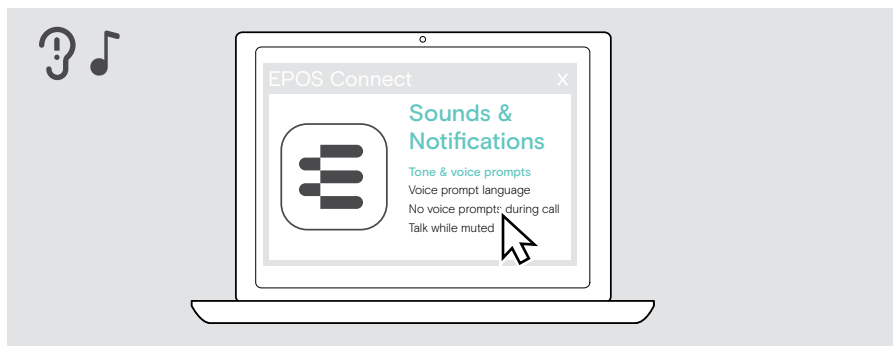 EPOS Connect X
Sounds &
Notifications
Tone & voice prompts
Voice prompt language
No voice prompts during call
Talk while muted